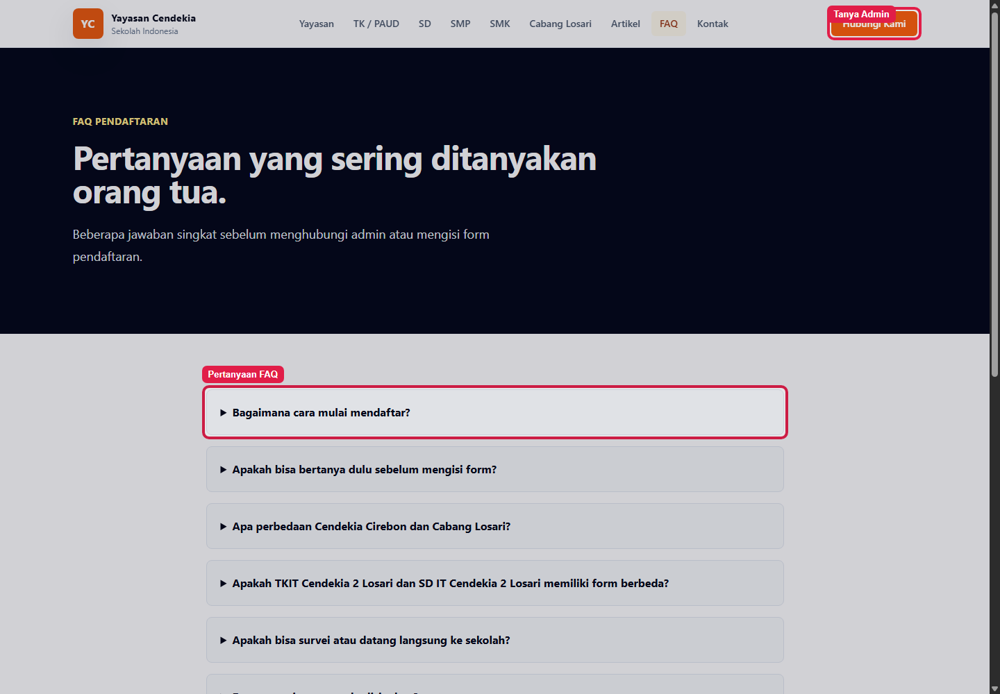 YC
Yayasan Cendekia
Sekolah Indonesia
Yayasan
TK / PAUD
SD
SMP
SMK
Cabang Losari
Artikel
FAQ
Kontak
Tanya Admin
Hubungi Kami
FAQ PENDAFTARAN
Pertanyaan yang sering ditanyakan
orang tua.
Beberapa jawaban singkat sebelum menghubungi admin atau mengisi form
pendaftaran.
Pertanyaan FAQ
Bagaimana cara mulai mendaftar?
Apakah bisa bertanya dulu sebelum mengisi form?
Apa perbedaan Cendekia Cirebon dan Cabang Losari?
Apakah TKIT Cendekia 2 Losari dan SD IT Cendekia 2 Losari memiliki form berbeda?
Apakah bisa survei atau datang langsung ke sekolah?